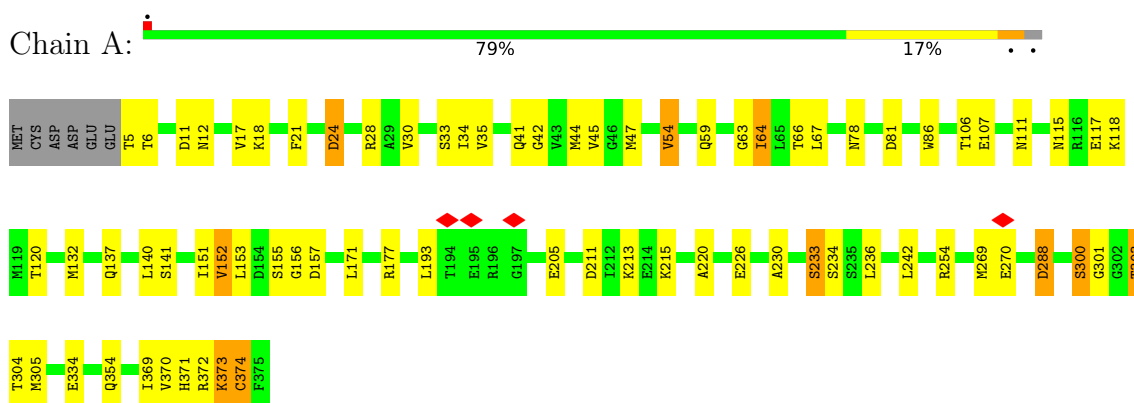 Chain A:
79% 17%
MET CYS ASP ASP GLU GLU T5 T6 D11 N12 V17 K18 F21 D24 R28 A29 V30 S33 I34 V35 Q41 G42 V43 M44 V45 G46 M47 V54 Q59 G63 I64 L65 T66 L67 N78 D81 W86 T106 E107 N111 N115 R116 E117 K118
M119 T120 M132 Q137 L140 S141 I151 V152 L153 D154 S155 G156 D157 L171 R177 L193 T194 E195 R196 G197 E205 D211 I212 K213 E214 K215 A220 E226 A230 S233 S234 S235 L236 L242 R254 M269 E270 D288 S300 G301 G302 T303
T304 M305 E334 Q354 I369 V370 H371 R372 K373 C374 F375